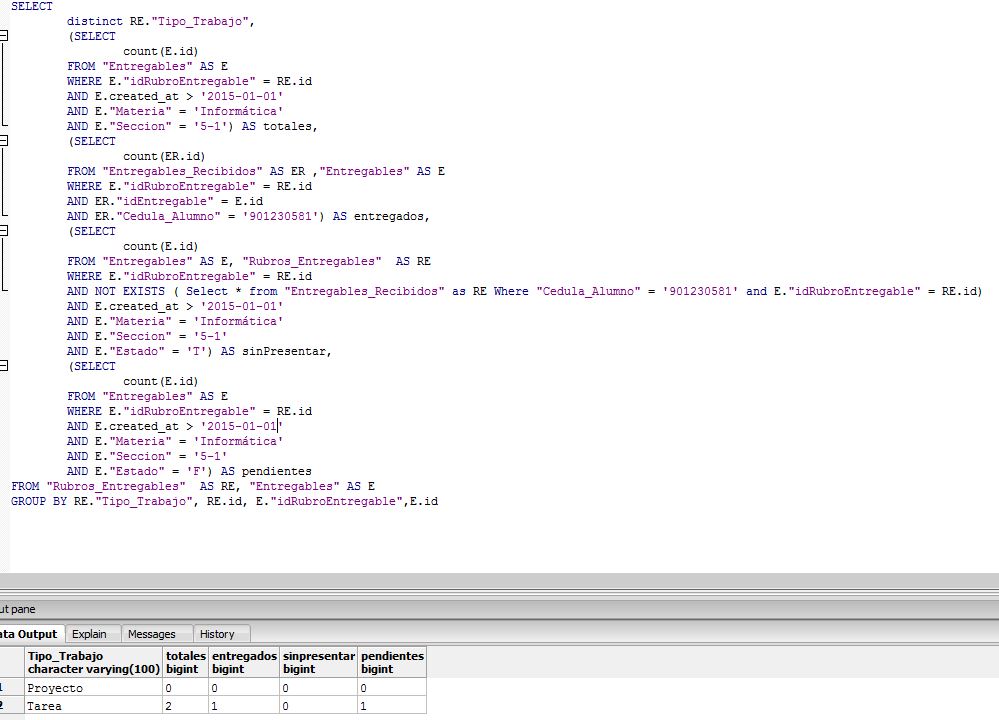 SELECT
distinct RE."Tipo_Trabajo",
(SELECT
count(E.id)
FROM "Entregables" AS E
WHERE E."idRubroEntregable" = RE.id
AND E.created_at > '2015-01-01'
AND E."Materia" = 'Informática'
AND E."Seccion" = '5-1') AS totales,
(SELECT
count(ER.id)
FROM "Entregables_Recibidos" AS ER ,"Entregables" AS E
WHERE E."idRubroEntregable" = RE.id
AND ER."idEntregable" = E.id
AND ER."Cedula_Alumno" = '901230581') AS entregados,
(SELECT
count(E.id)
FROM "Entregables" AS E, "Rubros_Entregables"  AS RE
WHERE E."idRubroEntregable" = RE.id
AND NOT EXISTS ( Select * from "Entregables_Recibidos" as RE Where "Cedula_Alumno" = '901230581' and E."idRubroEntregable" = RE.id)
AND E.created_at > '2015-01-01'
AND E."Materia" = 'Informática'
AND E."Seccion" = '5-1'
AND E."Estado" = 'T') AS sinPresentar,
(SELECT
count(E.id)
FROM "Entregables" AS E
WHERE E."idRubroEntregable" = RE.id
AND E.created_at > '2015-01-01'
AND E."Materia" = 'Informática'
AND E."Seccion" = '5-1'
AND E."Estado" = 'F') AS pendientes
FROM "Rubros_Entregables"  AS RE, "Entregables" AS E
GROUP BY RE."Tipo_Trabajo", RE.id, E."idRubroEntregable",E.id
ut pane
ata Output Explain Messages History
Tipo_Trabajo totales entregados sinpresentar pendientes
character varying(100) bigint bigint bigint bigint
1 Proyecto 0 0 0 0
2 Tarea 2 1 0 1